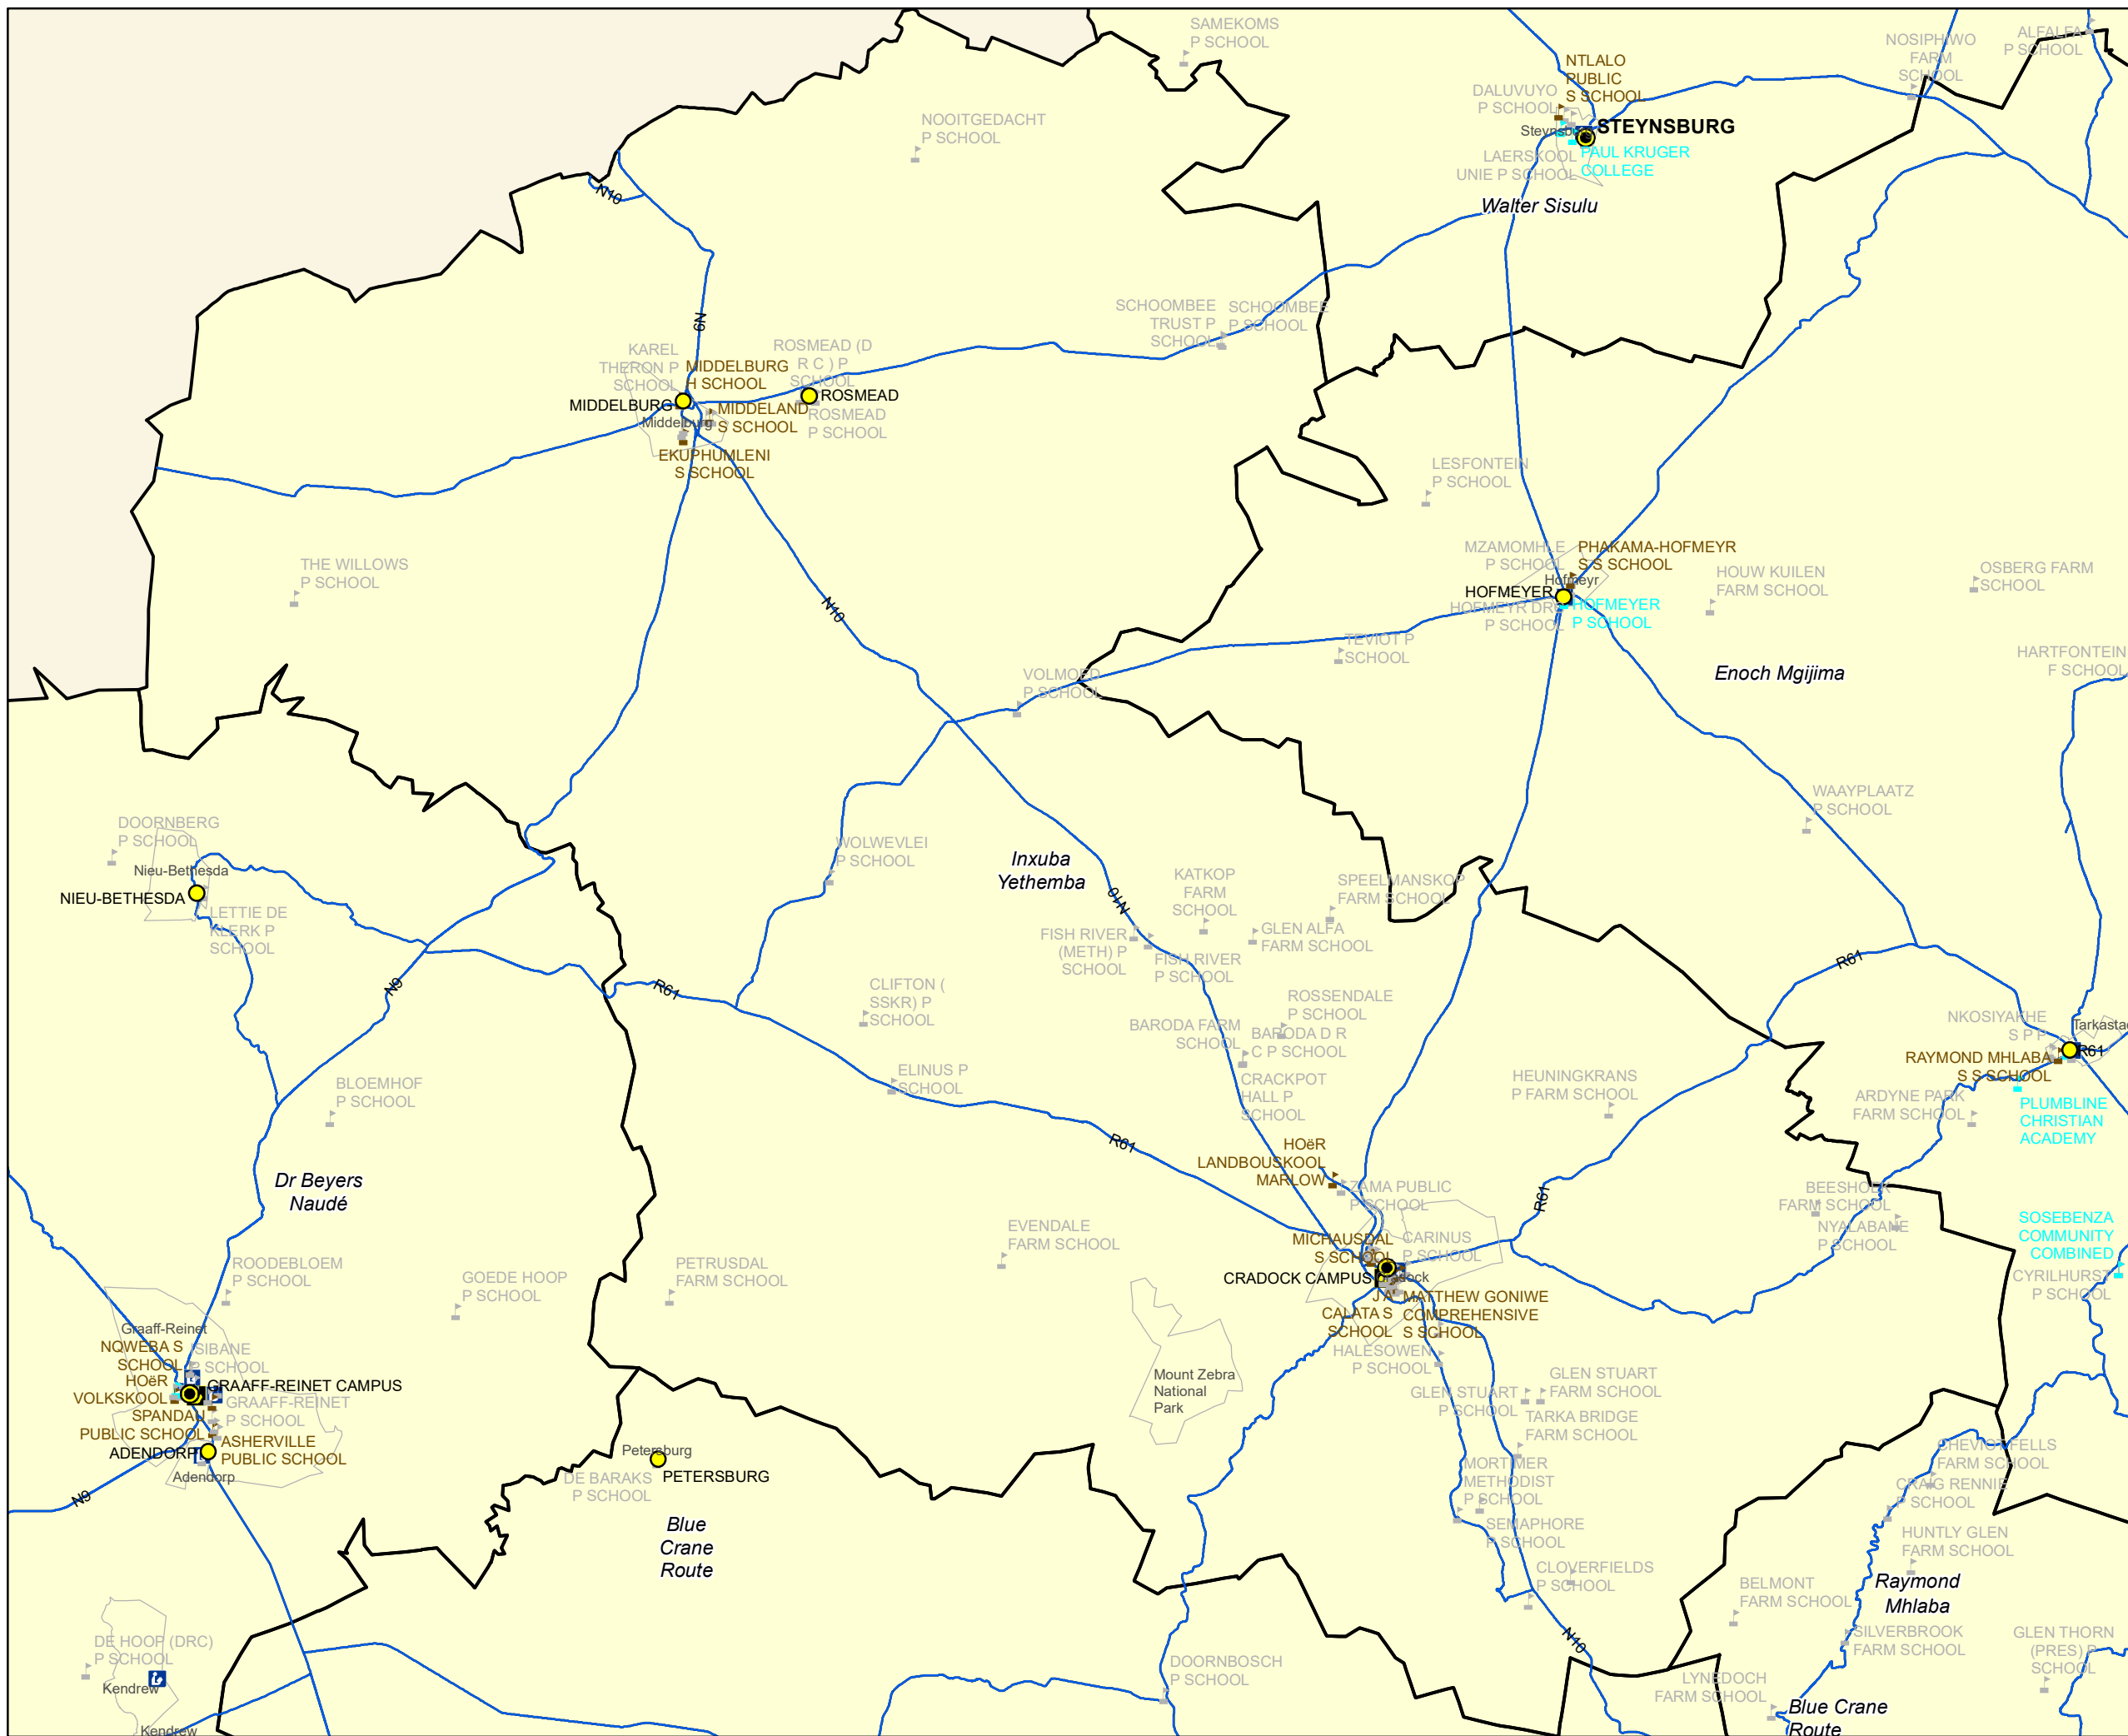 SAMEKOMS
P SCHOOL
NTLALO
PUBLIC
S SCHOOL
NOSIPHIWO
FARM
SCHOOL
ALFALFA
P SCHOOL
DALUVUYO
P SCHOOL
NOOITGEDACHT
P SCHOOL
STEYNSBURG
LAERSKOOL
UNIE P SCHOOL
PAUL KRUGER
COLLEGE
Walter Sisulu
N10
N9
SCHOOMBEE
TRUST P
SCHOOL
SCHOOMBEE
P SCHOOL
KAREL
THERON P
SCHOOL
MIDDELBURG
H SCHOOL
ROSMEAD (D
R C ) P
SCHOOL
MIDDELBURG
ROSMEAD
MIDDELAND
S SCHOOL
Middelburg
ROSMEAD
P SCHOOL
EKUPHUMLENI
S SCHOOL
LESFONTEIN
P SCHOOL
THE WILLOWS
P SCHOOL
MZAMOMHLE
P SCHOOL
PHAKAMA-HOFMEYR
S S SCHOOL
Hofmeyr
HOFMEYER
HOFMEYR DRC
P SCHOOL
HOFMEYER
P SCHOOL
HOUW KUILEN
FARM SCHOOL
OSBERG FARM
SCHOOL
N10
TEVIOT P
SCHOOL
HARTFONTEIN
F SCHOOL
Enoch Mgijima
VOLMOED
P SCHOOL
WAAYPLAATZ
P SCHOOL
DOORNBERG
P SCHOOL
Nieu-Bethesda
NIEU-BETHESDA
LETTIE DE
KLERK P
SCHOOL
WOLWEVLEI
P SCHOOL
Inxuba
Yethemba
N10
KATKOP
FARM
SCHOOL
SPEELMANSKOP
FARM SCHOOL
FISH RIVER
(METH) P
SCHOOL
FISH RIVER
P SCHOOL
GLEN ALFA
FARM SCHOOL
R61
N9
R61
CLIFTON (
SSKR) P
SCHOOL
ROSSENDALE
P SCHOOL
BARODA FARM
SCHOOL
BARODA D R
C P SCHOOL
NKOSIYAKHE
S P P
R61
RAYMOND MHLABA
S S SCHOOL
ELINUS P
SCHOOL
BLOEMHOF
P SCHOOL
CRACKPOT
HALL P
SCHOOL
HEUNINGKRANS
P FARM SCHOOL
ARDYNE PARK
FARM SCHOOL
PLUMBLINE
CHRISTIAN
ACADEMY
R61
HOëR
LANDBOUSKOOL
MARLOW
ZAMA PUBLIC
P SCHOOL
R61
BEESHOEK
FARM SCHOOL
NYALABANE
P SCHOOL
SOSEBENZA
COMMUNITY
COMBINED
CYRILHURST
P SCHOOL
Dr Beyers
Naudé
EVENDALE
FARM SCHOOL
MICHAUSDAL
S SCHOOL
CARINUS
P SCHOOL
CRADOCK CAMPUS
ROODEBLOEM
P SCHOOL
GOEDE HOOP
P SCHOOL
PETRUSDAL
FARM SCHOOL
J A
CALATA S
SCHOOL
MATTHEW GONIWE
COMPREHENSIVE
S SCHOOL
HALESOWEN
P SCHOOL
Graaff-Reinet
NQWEBA S
SCHOOL
ISIBANE
P SCHOOL
HOëR
VOLKSKOOL
GRAAFF-REINET CAMPUS
GRAAFF-REINET
P SCHOOL
SPANDAU
PUBLIC SCHOOL
ASHERVILLE
PUBLIC SCHOOL
ADENDORP
Adendorp
N9
Mount Zebra
National
Park
GLEN STUART
P SCHOOL
GLEN STUART
FARM SCHOOL
TARKA BRIDGE
FARM SCHOOL
Petersburg
PETERSBURG
DE BARAKS
P SCHOOL
MORTIMER
METHODIST
P SCHOOL
CHEVIOT FELLS
FARM SCHOOL
CRAIG RENNIE
P SCHOOL
SEMAPHORE
P SCHOOL
HUNTLY GLEN
FARM SCHOOL
Blue
Crane
Route
CLOVERFIELDS
P SCHOOL
BELMONT
FARM SCHOOL
Raymond
Mhlaba
N10
DE HOOP (DRC)
P SCHOOL
Kendrew
SILVERBROOK
FARM SCHOOL
GLEN THORN
(PRES) P
SCHOOL
DOORNBOSCH
P SCHOOL
LYNEDOCH
FARM SCHOOL
Blue Crane
Route
Kendrew